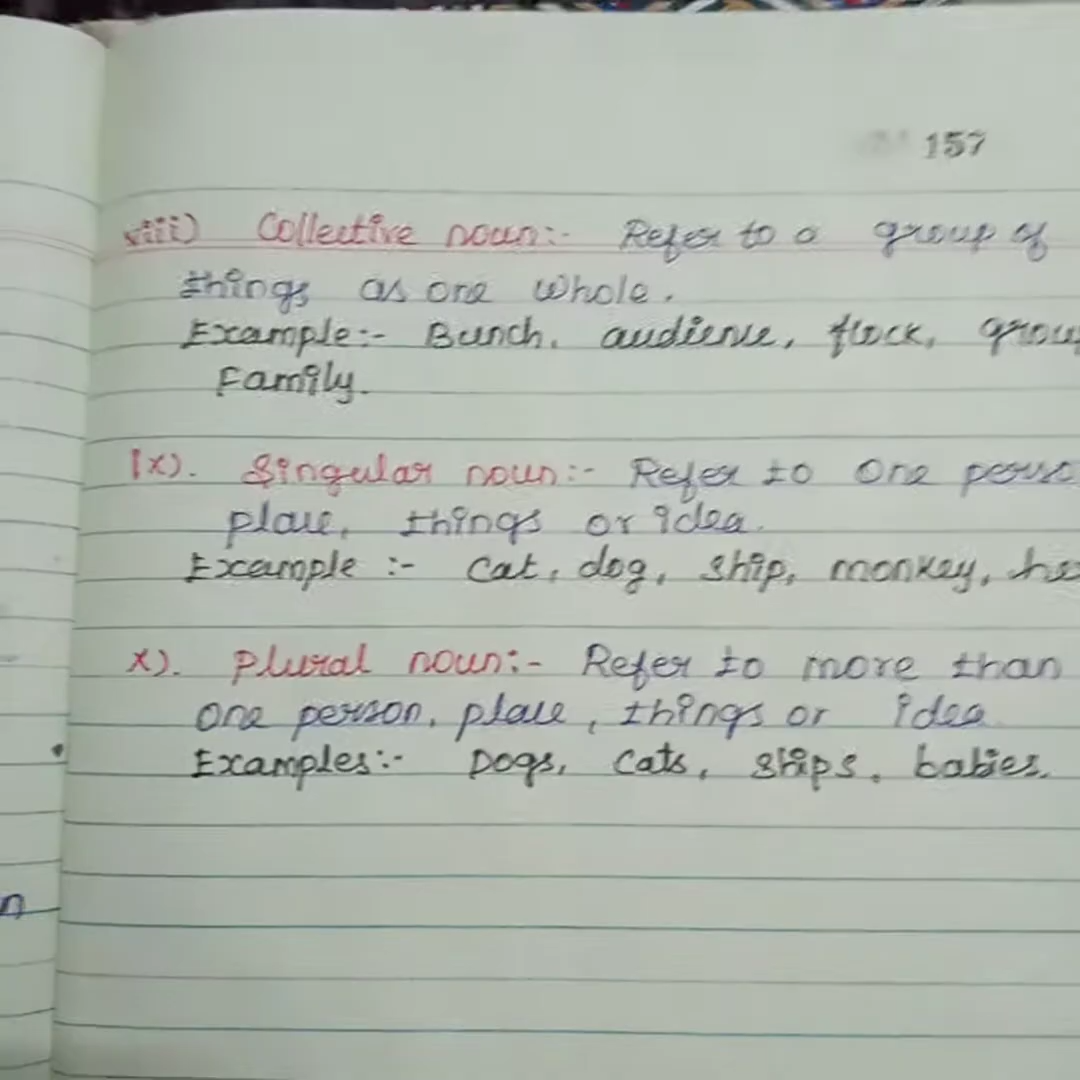 157
viii) Collective noun:- Refer to a group of
things as one whole.
Example:- Bunch, audience, flock, grou
Family.
ix). Singular noun:- Refer to one perso
place, things or idea.
Example :- Cat, dog, ship, monkey,
x). Plural noun:- Refer to more than
one person, place, things or idea
Examples:- Dogs, Cats, Ships, babies.
n